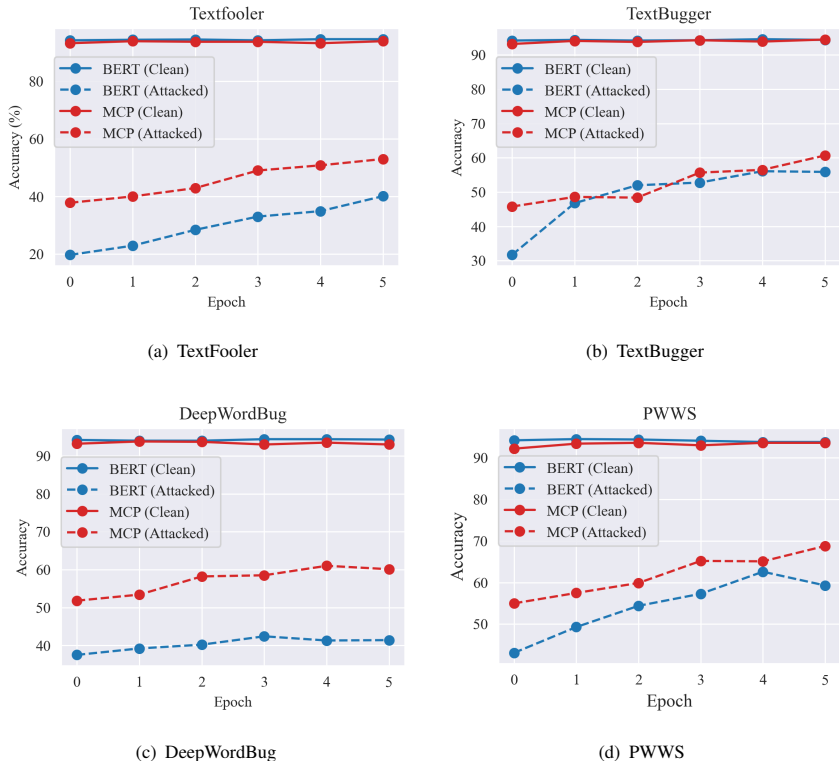 Textfooler
80
60
40
20
Accuracy (%)
BERT (Clean)
BERT (Attacked)
MCP (Clean)
MCP (Attacked)
0 1 2 3 4 5
Epoch
(a) TextFooler
TextBugger
90
80
70
60
50
40
30
Accuracy
BERT (Clean)
BERT (Attacked)
MCP (Clean)
MCP (Attacked)
0 1 2 3 4 5
Epoch
(b) TextBugger
DeepWordBug
90
80
70
60
50
40
Accuracy
BERT (Clean)
BERT (Attacked)
MCP (Clean)
MCP (Attacked)
0 1 2 3 4 5
Epoch
(c) DeepWordBug
PWWS
90
80
70
60
50
Accuracy
BERT (Clean)
BERT (Attacked)
MCP (Clean)
MCP (Attacked)
0 1 2 3 4 5
Epoch
(d) PWWS